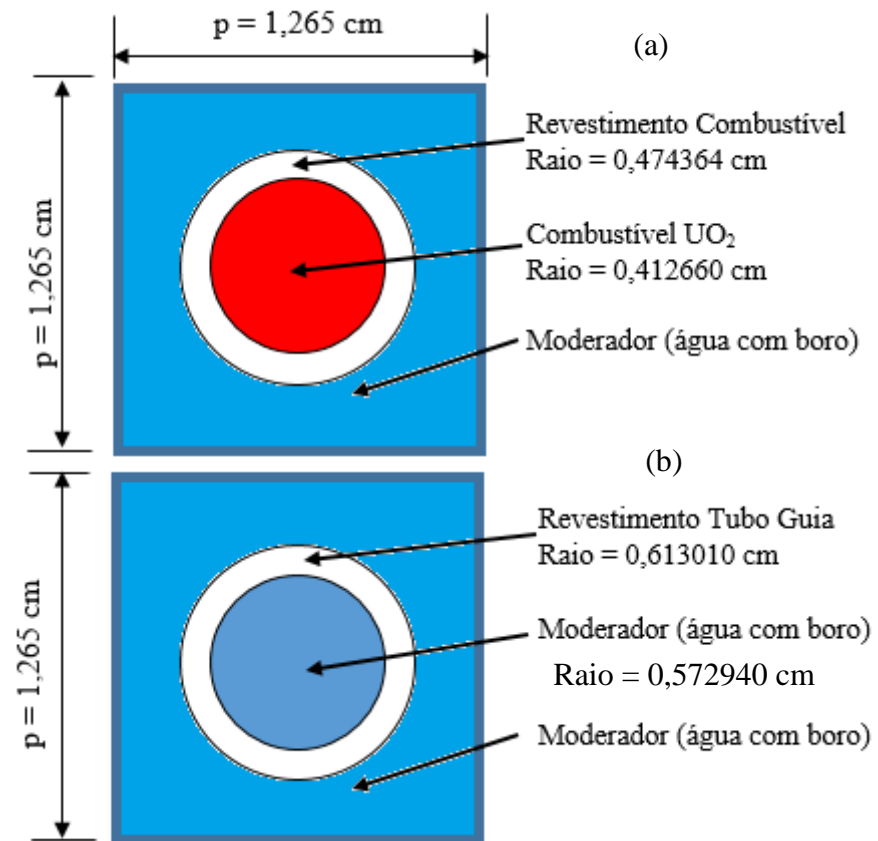 p = 1,265 cm
(a)
p = 1,265 cm
Revestimento Combustível
Raio = 0,474364 cm
Combustível UO₂
Raio = 0,412660 cm
Moderador (água com boro)
(b)
p = 1,265 cm
Revestimento Tubo Guia
Raio = 0,613010 cm
Moderador (água com boro)
Raio = 0,572940 cm
Moderador (água com boro)